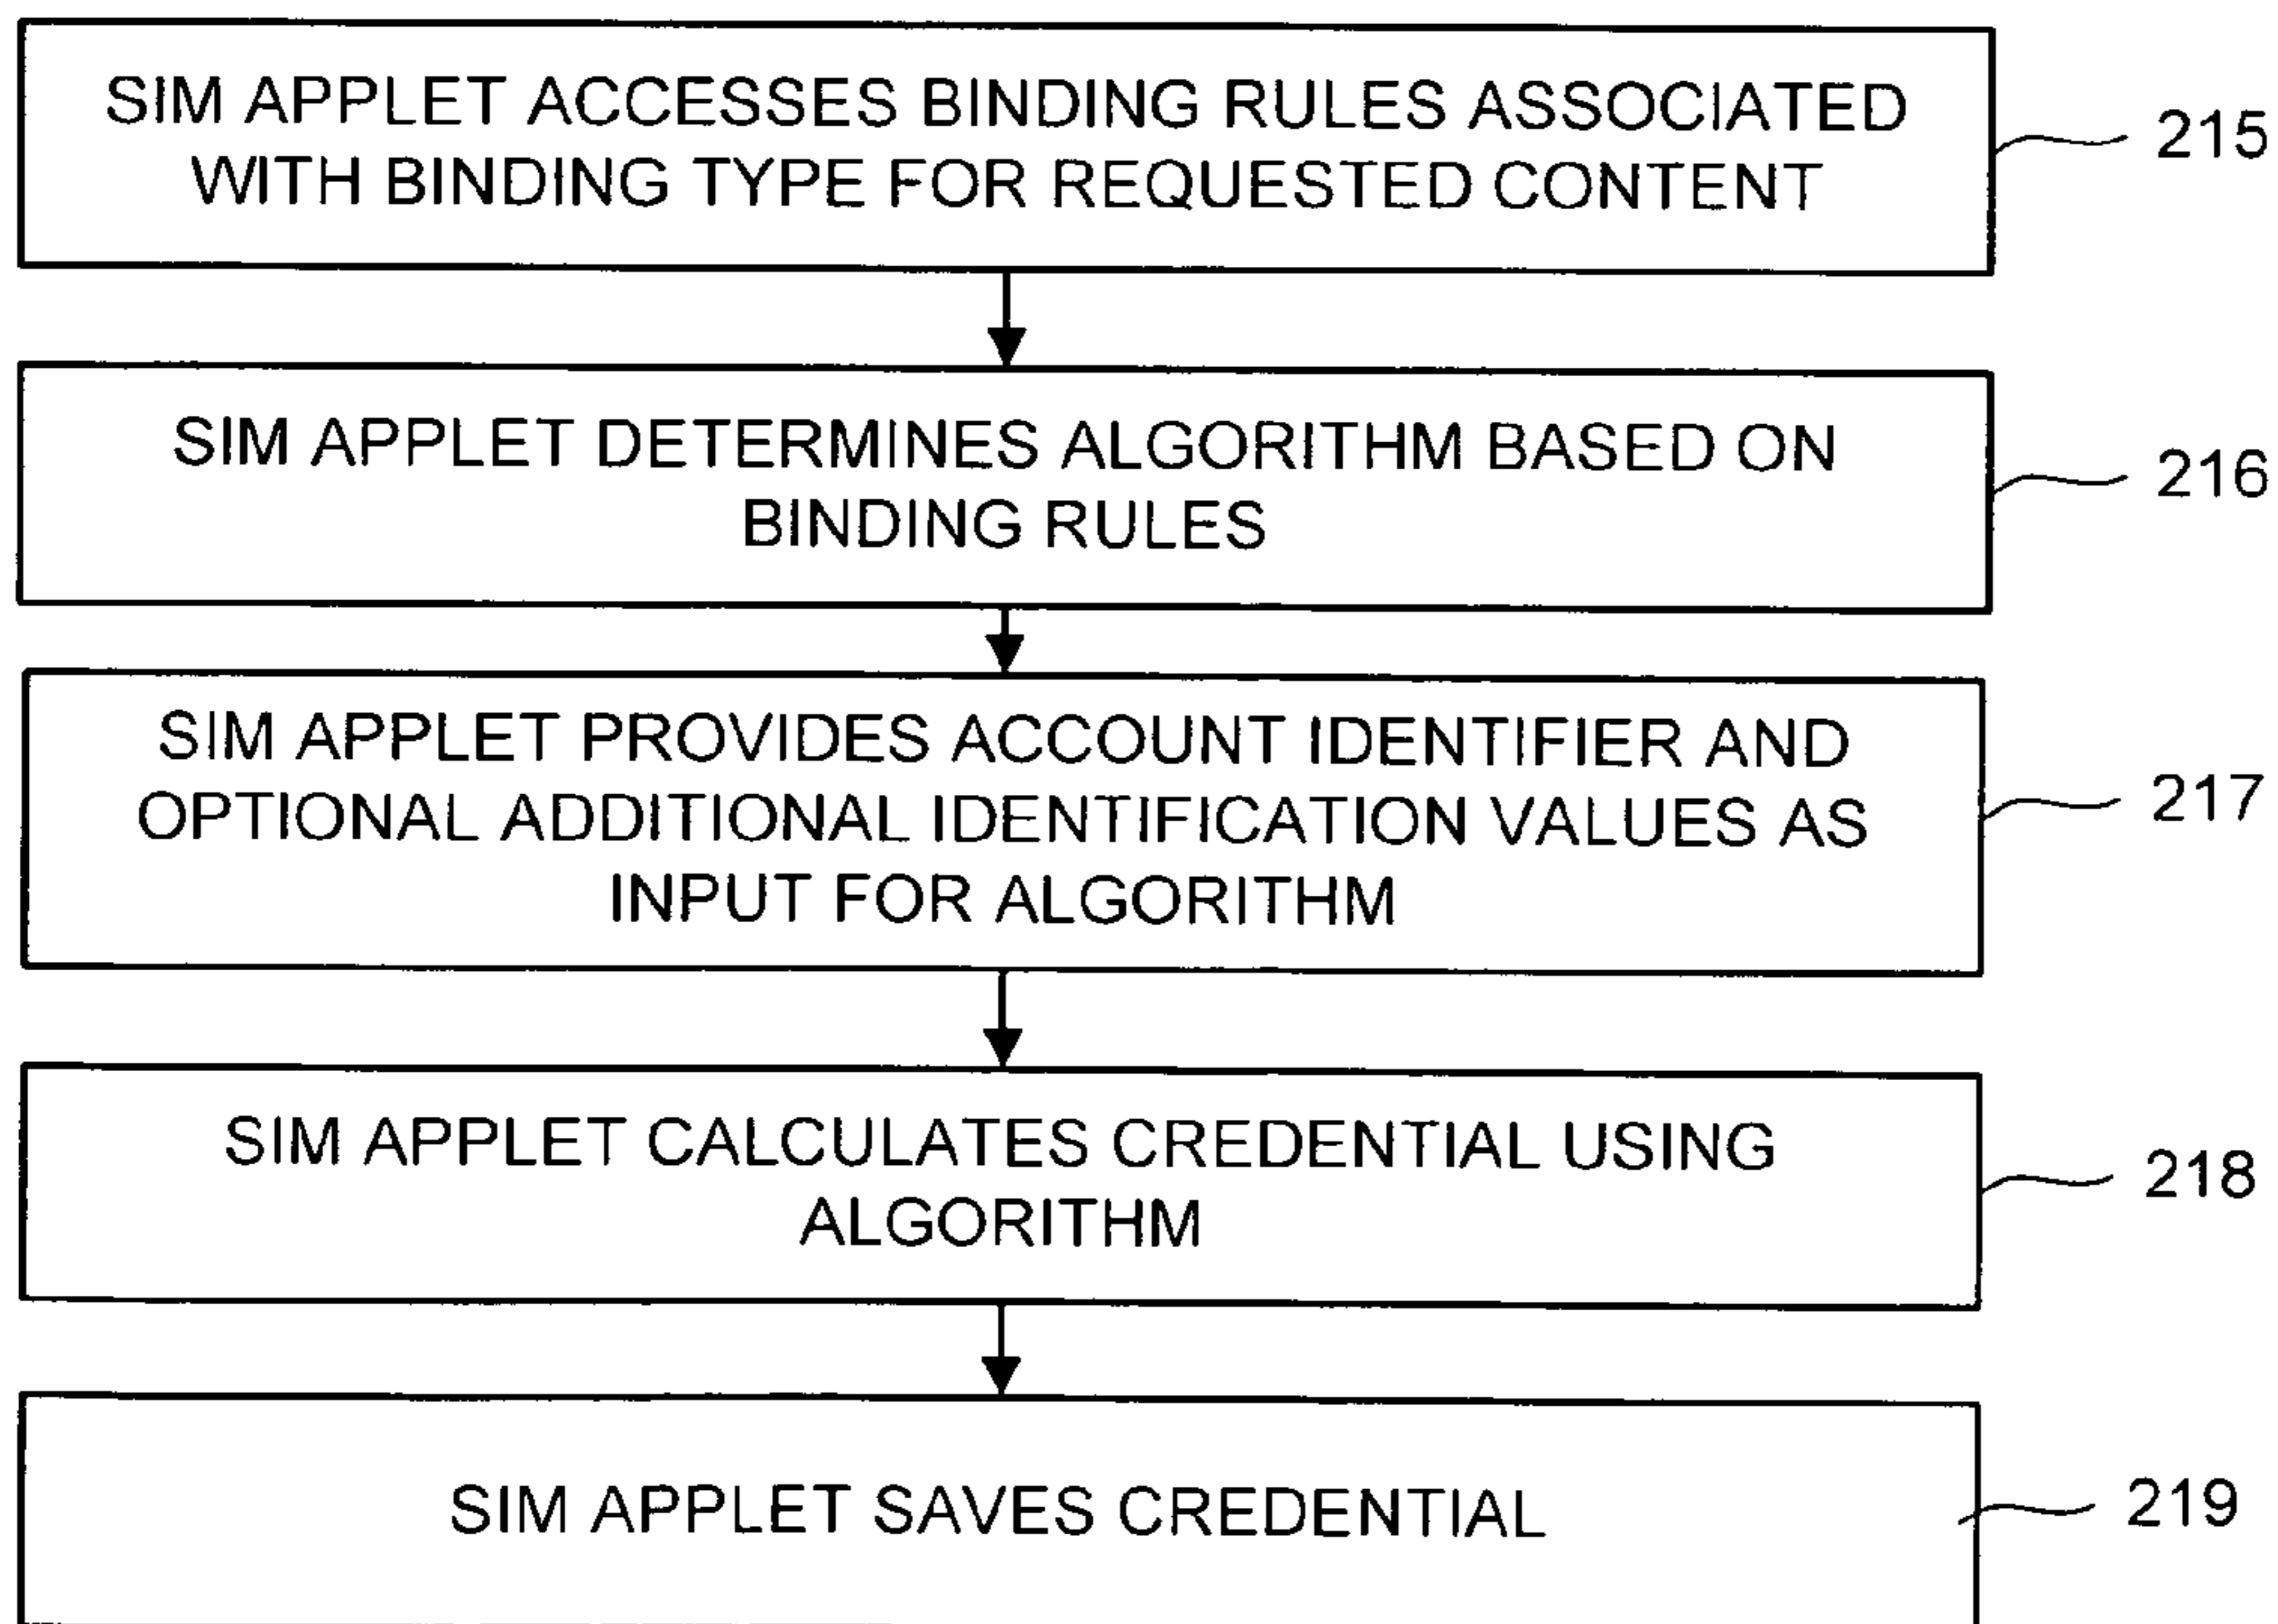 SIM APPLET ACCESSES BINDING RULES ASSOCIATED
WITH BINDING TYPE FOR REQUESTED CONTENT
215
SIM APPLET DETERMINES ALGORITHM BASED ON
BINDING RULES
216
SIM APPLET PROVIDES ACCOUNT IDENTIFIER AND
OPTIONAL ADDITIONAL IDENTIFICATION VALUES AS
INPUT FOR ALGORITHM
217
SIM APPLET CALCULATES CREDENTIAL USING
ALGORITHM
218
SIM APPLET SAVES CREDENTIAL
219